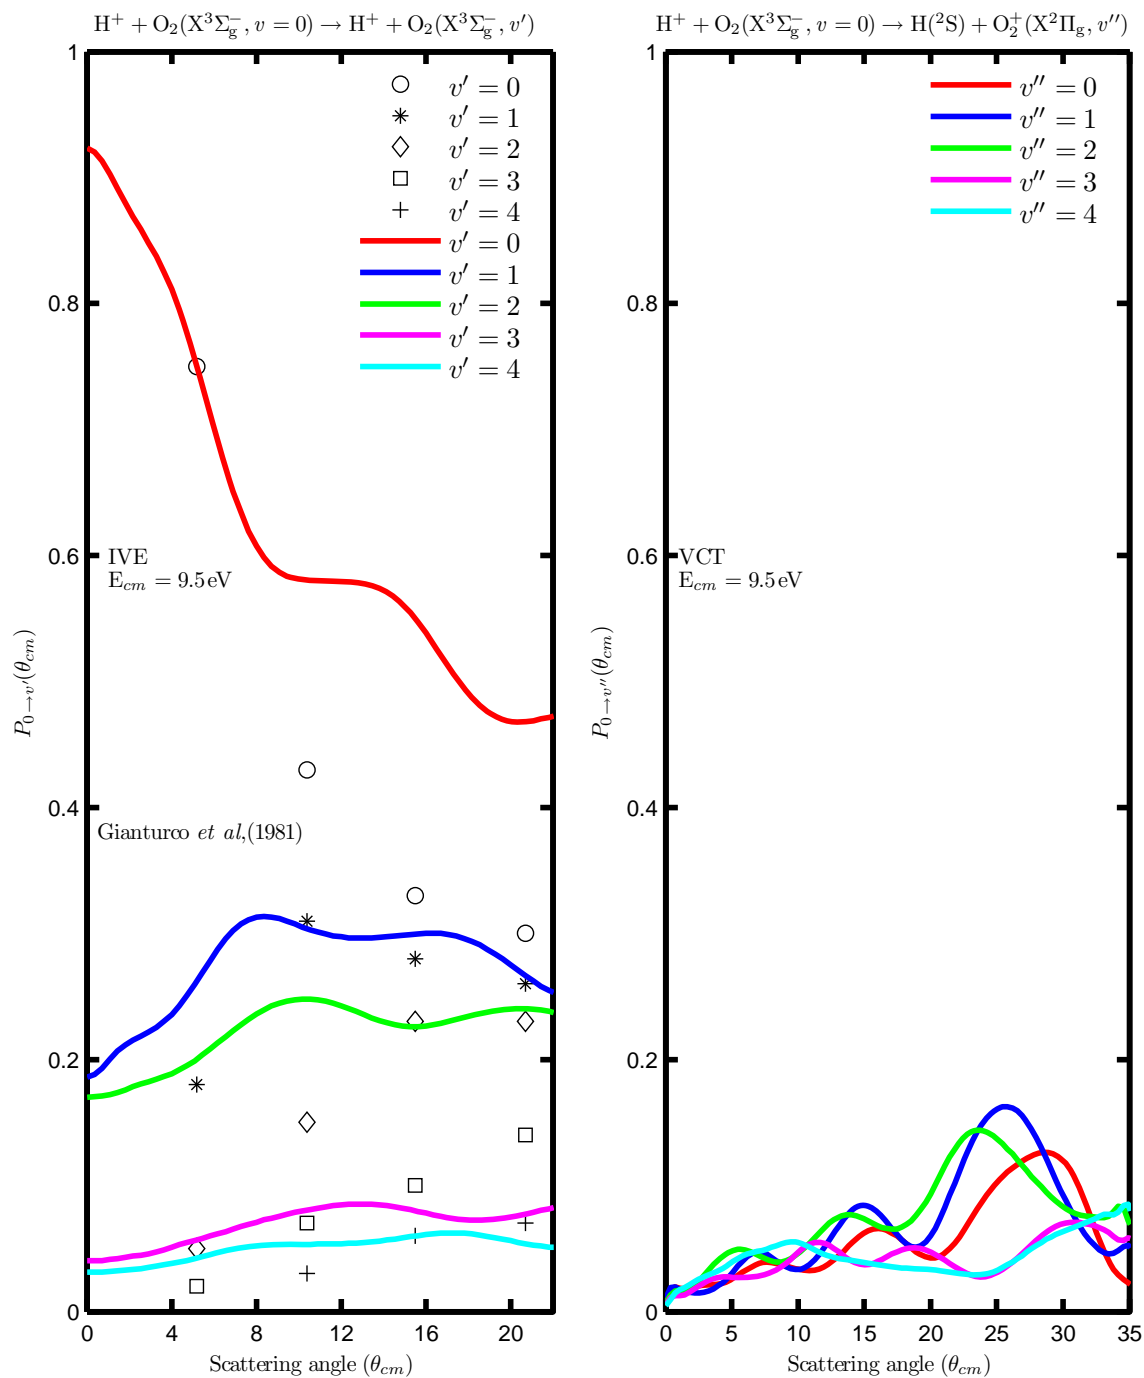 H⁺ + O₂(X³Σg⁻, v = 0) → H⁺ + O₂(X³Σg⁻, v′)
1
0.8
0.6
0.4
0.2
0
0 4 8 12 16 20
P₀→v′(θcm)
Scattering angle (θcm)
v′ = 0
v′ = 1
v′ = 2
v′ = 3
v′ = 4
v′ = 0
v′ = 1
v′ = 2
v′ = 3
v′ = 4
IVE
Ecm = 9.5 eV
Gianturco et al,(1981)
H⁺ + O₂(X³Σg⁻, v = 0) → H(²S) + O₂⁺(X²Πg, v′′)
1
0.8
0.6
0.4
0.2
0
0 5 10 15 20 25 30 35
P₀→v′′(θcm)
Scattering angle (θcm)
v′′ = 0
v′′ = 1
v′′ = 2
v′′ = 3
v′′ = 4
VCT
Ecm = 9.5 eV